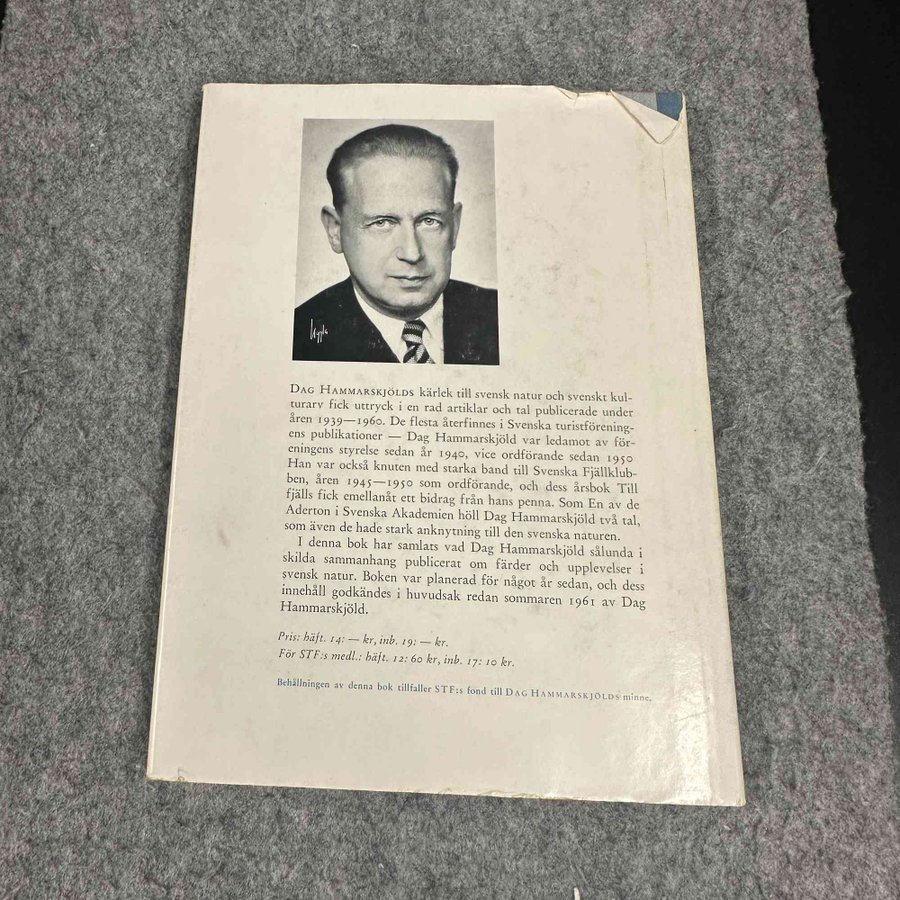 DAG HAMMARSKJÖLDS kärlek till svensk natur och svenskt kul-
turarv fick uttryck i en rad artiklar och tal publicerade under
åren 1939—1960. De flesta återfinnes i Svenska turistförening-
ens publikationer — Dag Hammarskjöld var ledamot av för-
eningens styrelse sedan år 1940, vice ordförande sedan 1950
Han var också knuten med starka band till Svenska Fjällklub-
ben, åren 1945—1950 som ordförande, och dess årsbok Till
fjälls fick emellanåt ett bidrag från hans penna. Som En av de
Aderton i Svenska Akademien höll Dag Hammarskjöld två tal,
som även de hade stark anknytning till den svenska naturen.
I denna bok har samlats vad Dag Hammarskjöld sålunda i
skilda sammanhang publicerat om färder och upplevelser i
svensk natur. Boken var planerad för något år sedan, och dess
innehåll godkändes i huvudsak redan sommaren 1961 av Dag
Hammarskjöld.
Pris: häft. 14: — kr, inb. 19: — kr.
För STF:s medl.: häft. 12: 60 kr, inb. 17: 10 kr.
Behållningen av denna bok tillfaller STF:s fond till DAG HAMMARSKJÖLDS minne.